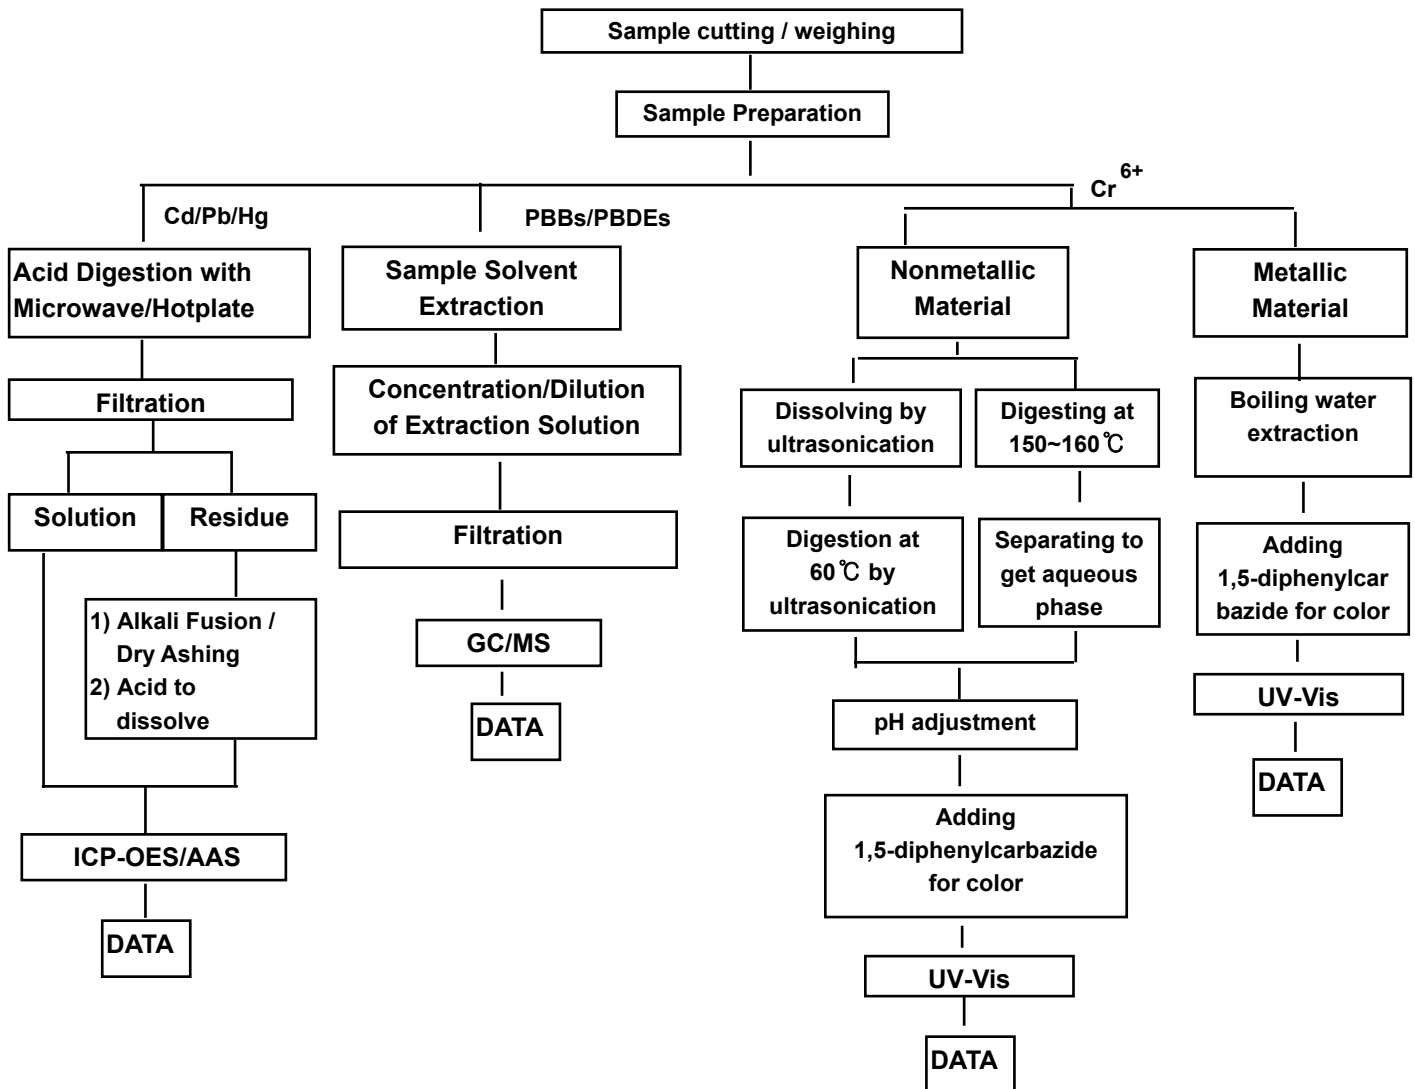 Sample cutting / weighing
Sample Preparation
Cr 6+
Cd/Pb/Hg
PBBs/PBDEs
Acid Digestion with
Microwave/Hotplate
Filtration
Solution
Residue
1) Alkali Fusion /
Dry Ashing
2) Acid to
dissolve
ICP-OES/AAS
DATA
Sample Solvent
Extraction
Concentration/Dilution
of Extraction Solution
Filtration
GC/MS
DATA
Nonmetallic
Material
Dissolving by
ultrasonication
Digestion at
60℃ by
ultrasonication
Digesting at
150~160℃
Separating to
get aqueous
phase
pH adjustment
Adding
1,5-diphenylcarbazide
for color
UV-Vis
DATA
Metallic
Material
Boiling water
extraction
Adding
1,5-diphenylcar
bazide for color
UV-Vis
DATA